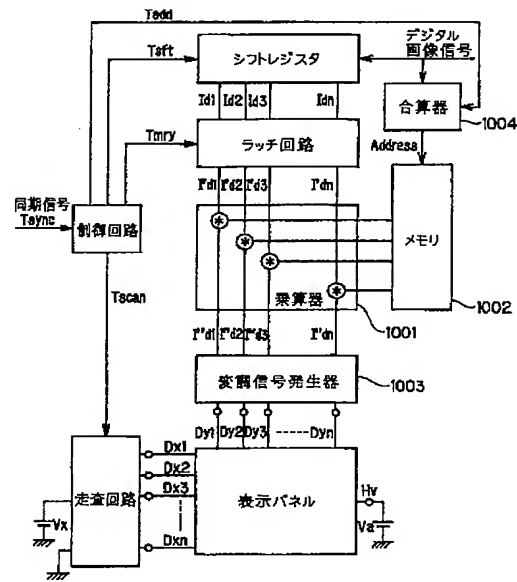 Tadd
デジタル
画像信号
Tsft
シフトレジスタ
合算器
1004
Id1 Id2 Id3 Idn
Tmry
ラッチ回路
Address
I'd1 I'd2 I'd3 I'dn
同期信号
Tsync
制御回路
メモリ
*
*
*
*
乗算器
1001
1002
Tscan
I"d1 I"d2 I"d3 I"dn
変調信号発生器
1003
Dy1 Dy2 Dy3 Dyn
Dx1
Dx2
Dx3
Dxn
走査回路
表示パネル
Hv
Vx
Va